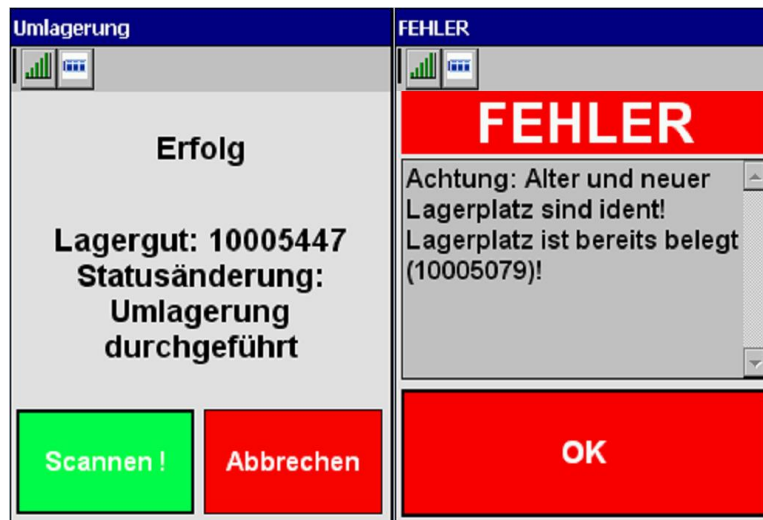 Umlagerung
Erfolg
Lagergut: 10005447
Statusänderung:
Umlagerung
durchgeführt
Scannen !
Abbrechen
FEHLER
FEHLER
Achtung: Alter und neuer
Lagerplatz sind ident!
Lagerplatz ist bereits belegt
(10005079)!
OK